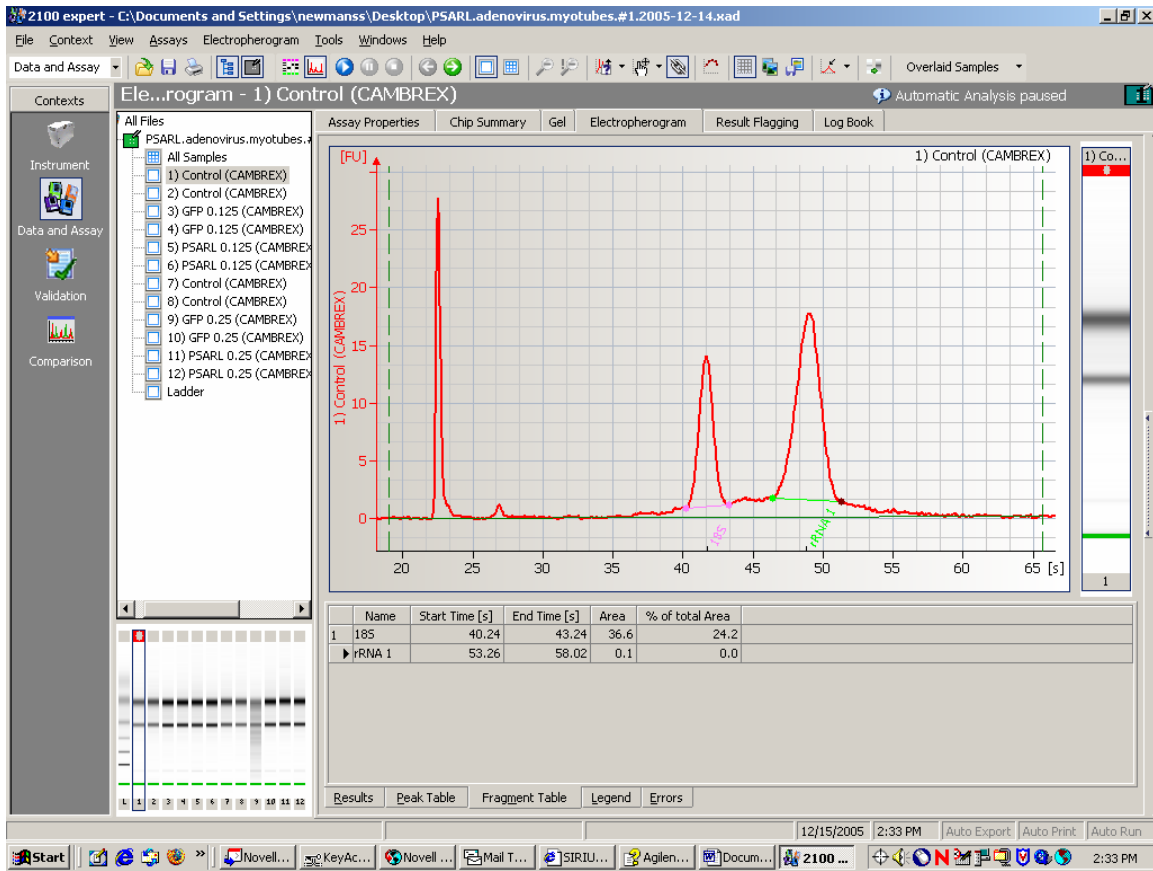 2100 expert - C:\Documents and Settings\newmanss\Desktop\PSARL.adenovirus.myotubes.#1.2005-12-14.xad
File Context View Assays Electropherogram Tools Windows Help
Data and Assay
Overlaid Samples
Contexts
Ele...rogram - 1) Control (CAMBREX)
Automatic Analysis paused
Instrument
Data and Assay
Validation
Comparison
All Files
PSARL.adenovirus.myotubes.#
All Samples
1) Control (CAMBREX)
2) Control (CAMBREX)
3) GFP 0.125 (CAMBREX)
4) GFP 0.125 (CAMBREX)
5) PSARL 0.125 (CAMBREX
6) PSARL 0.125 (CAMBREX
7) Control (CAMBREX)
8) Control (CAMBREX)
9) GFP 0.25 (CAMBREX)
10) GFP 0.25 (CAMBREX)
11) PSARL 0.25 (CAMBREX
12) PSARL 0.25 (CAMBREX
Ladder
L 1 2 3 4 5 6 7 8 9 10 11 12
Assay Properties Chip Summary Gel Electropherogram Result Flagging Log Book
[FU]
1) Control (CAMBREX)
1) Control (CAMBREX)
25
20
15
10
5
0
18S
rRNA 1
20 25 30 35 40 45 50 55 60 65 [s]
1) Co...
1
Name Start Time [s] End Time [s] Area % of total Area
1 18S 40.24 43.24 36.6 24.2
rRNA 1 53.26 58.02 0.1 0.0
Results Peak Table Fragment Table Legend Errors
12/15/2005 2:33 PM Auto Export Auto Print Auto Run
Start » Novell... KeyAc... Novell ... Mail T... SIRIU... Agilen... Docum... 2100 ... N 2:33 PM